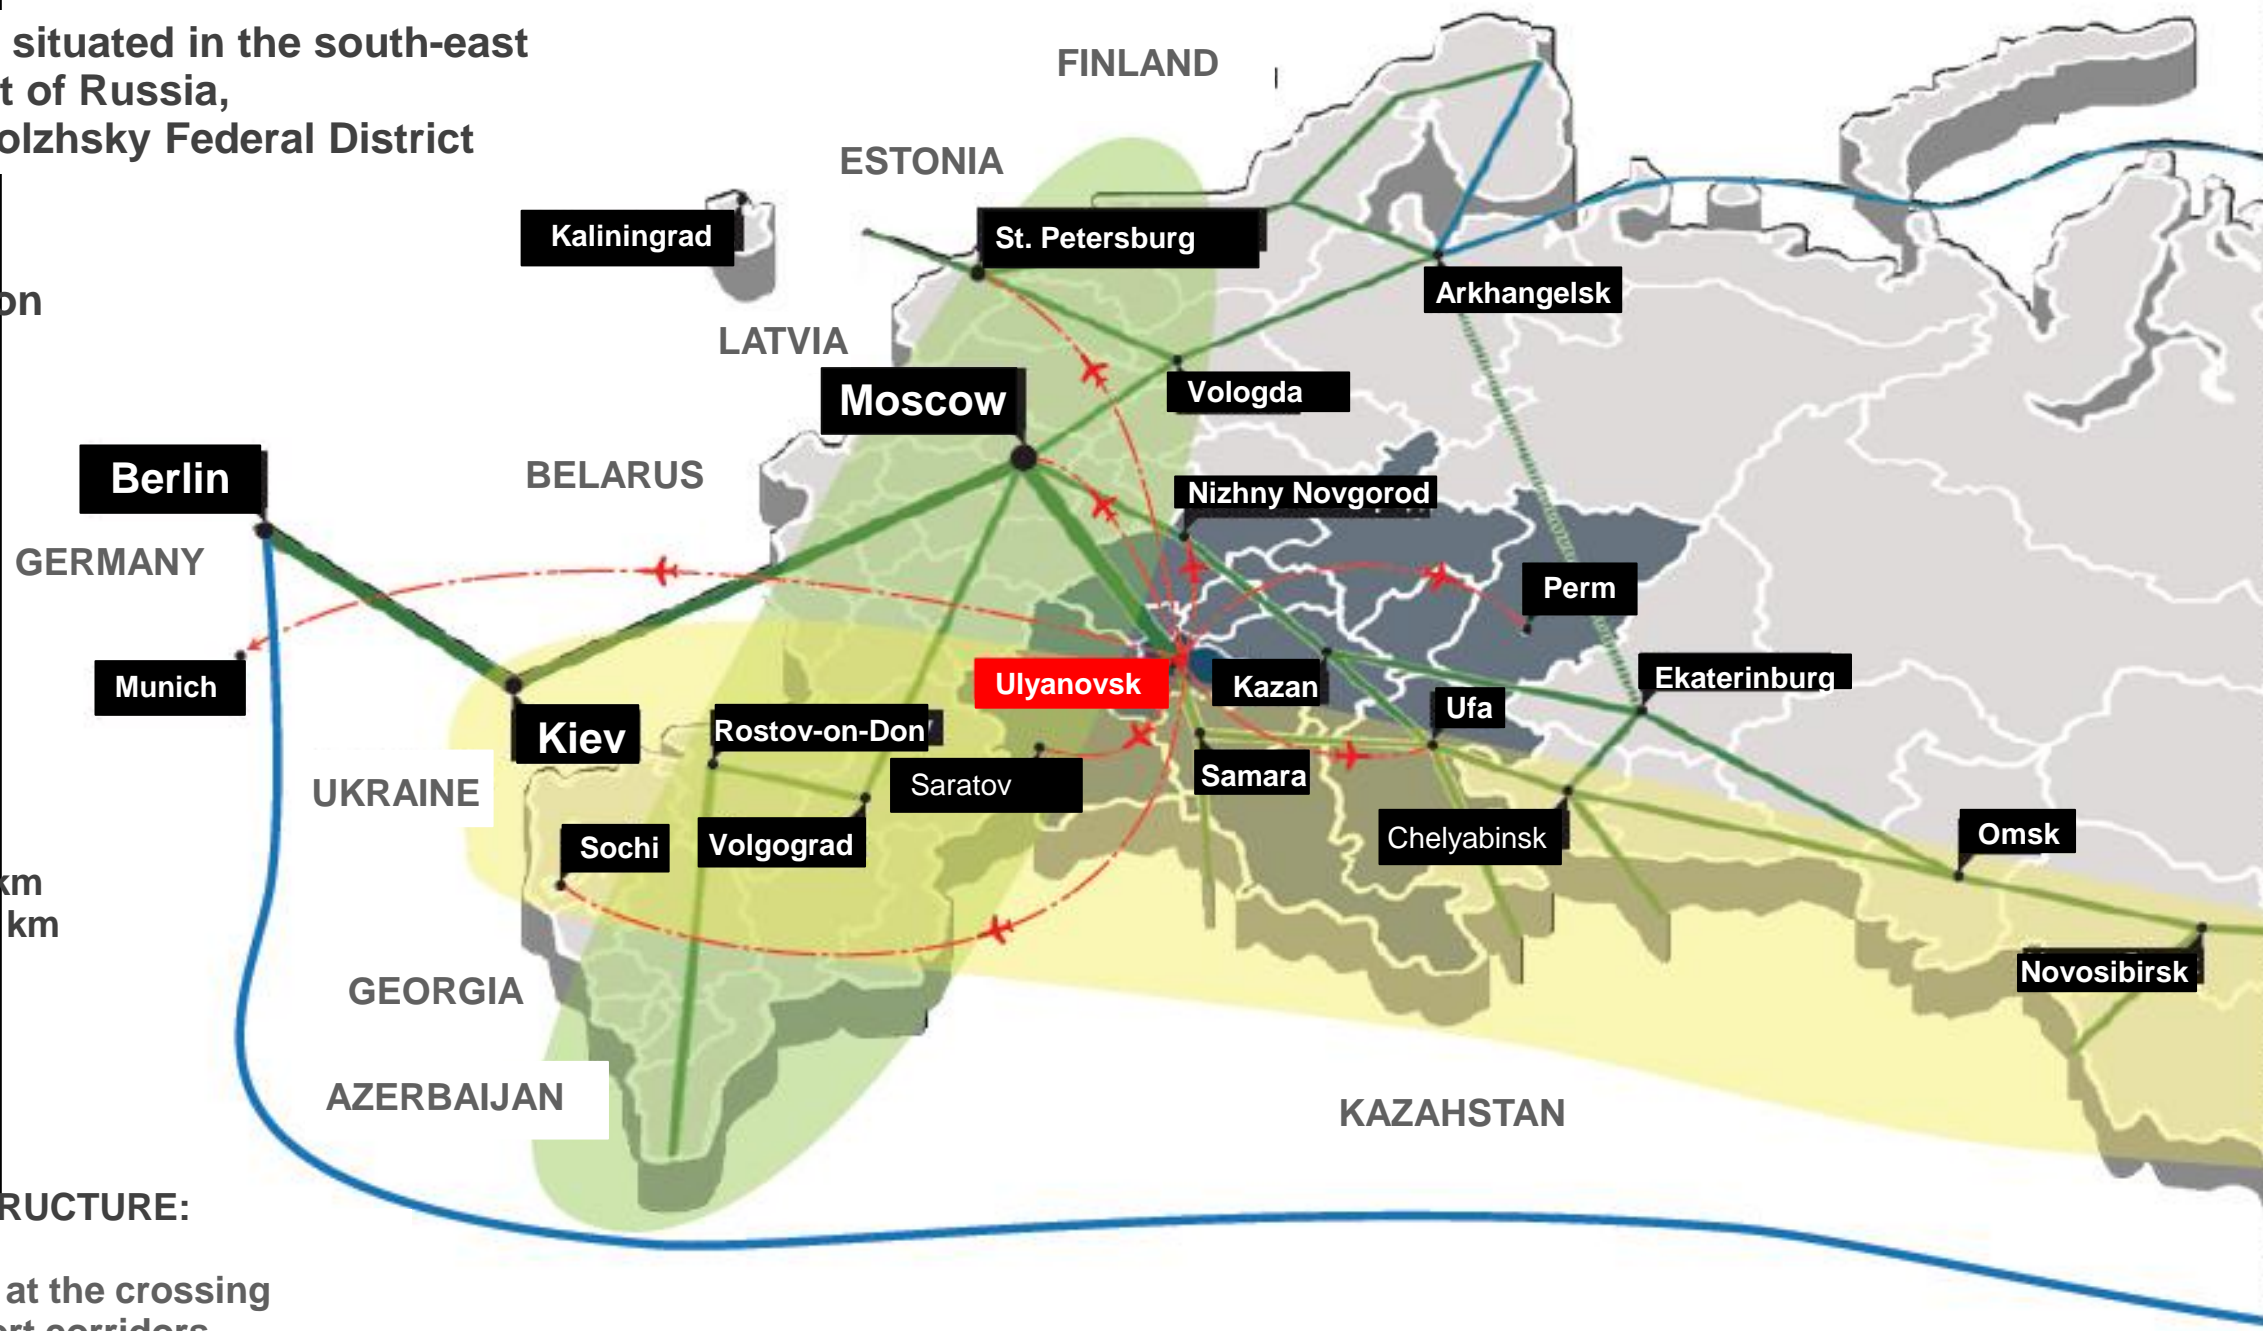 situated in the south-east
t of Russia,
olzhsky Federal District
FINLAND
ESTONIA
Kaliningrad
St. Petersburg
on
Arkhangelsk
LATVIA
Vologda
Moscow
Berlin
BELARUS
Nizhny Novgorod
GERMANY
Perm
Munich
Ulyanovsk
Kazan
Ekaterinburg
Ufa
Kiev
Rostov-on-Don
Saratov
Samara
UKRAINE
Sochi
Volgograd
Chelyabinsk
Omsk
km
km
Novosibirsk
GEORGIA
AZERBAIJAN
KAZAHSTAN
RUCTURE:
at the crossing
ort corridors